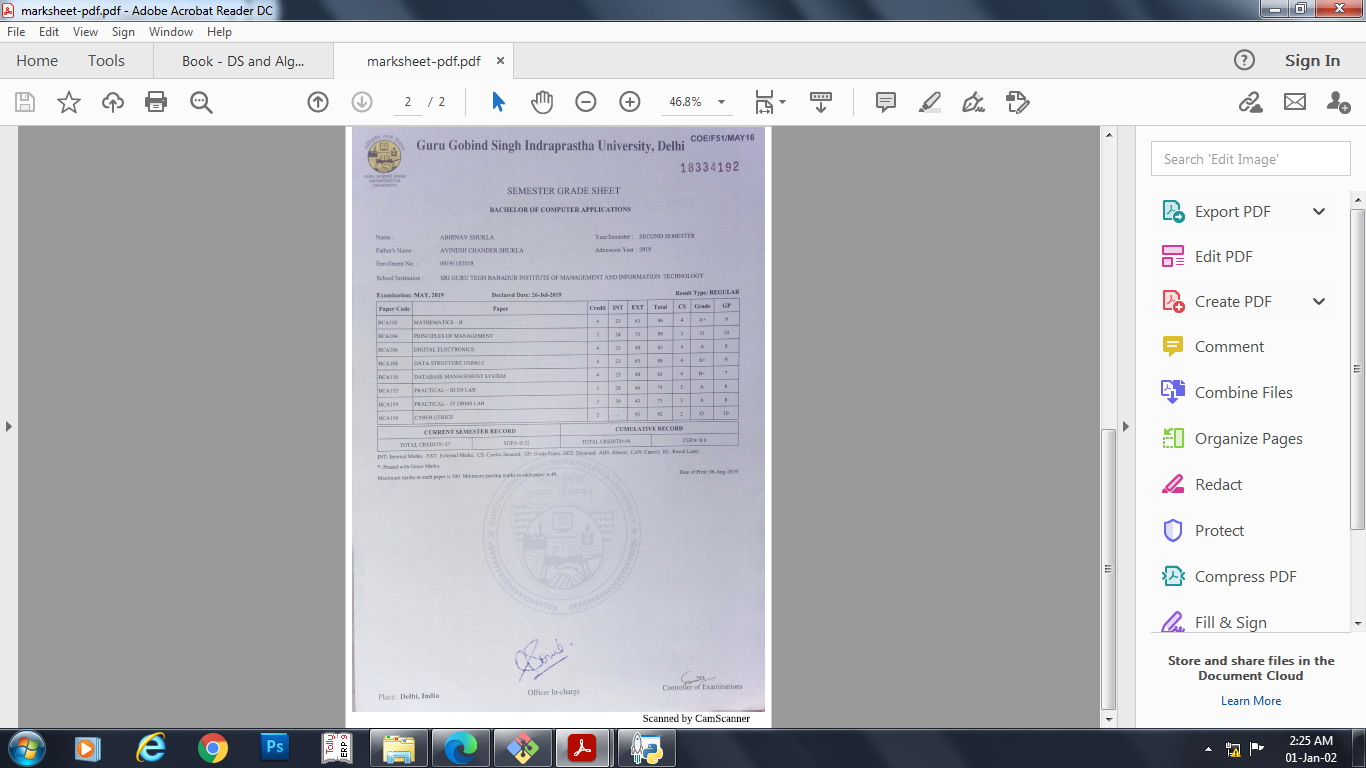 marksheet-pdf.pdf - Adobe Acrobat Reader DC
File Edit View Sign Window Help
Home Tools Book - DS and Alg... marksheet-pdf.pdf × ? Sign In
2 / 2 46.8%
COE/F51/MAY16
Guru Gobind Singh Indraprastha University, Delhi
18334192
GURU GOBIND SINGH
INDRAPRASTHA
UNIVERSITY
SEMESTER GRADE SHEET
BACHELOR OF COMPUTER APPLICATIONS
Name : ABHINAV SHUKLA Year/Semester : SECOND SEMESTER
Father's Name : AVINESH CHANDER SHUKLA Admission Year : 2018
Enrollment No. : 00191102018
School/Institution : SRI GURU TEGH BAHADUR INSTITUTE OF MANAGEMENT AND INFORMATION TECHNOLOGY
Examination: MAY, 2019 Declared Date: 26-Jul-2019 Result Type: REGULAR
Paper Code Paper Credit INT EXT Total CS Grade GP
BCA102 MATHEMATICS – II 4 86 4 A+ 9
BCA104 PRINCIPLES OF MANAGEMENT 3 24 75 99 3 O 10
BCA106 DIGITAL ELECTRONICS 4 25 4 A 8
BCA108 DATA STRUCTURE USING C 4 88 4 A+ 9
BCA110 DATABASE MANAGEMENT SYSTEM 4 4 B+ 7
BCA152 PRACTICAL – III DS LAB 28 46 74 A 8
BCA154 PRACTICAL – IV DBMS LAB 30 43 73 A 8
BCA156 CYBER ETHICS 2 - 92 92 2 O 10
CURRENT SEMESTER RECORD CUMULATIVE RECORD
TOTAL CREDITS=27 SGPA=8.52 TOTAL CREDITS=54 CGPA=8.6
INT: Internal Marks; EXT: External Marks; CS: Credits Secured; GP: Grade Point; DET: Detained; ABS: Absent; CAN: Cancel; RL: Result Later;
*: Passed with Grace Marks;
Maximum marks in each paper is 100. Minimum passing marks in each paper is 40. Date of Print: 06-Aug-2019
Place: Delhi, India Officer In-charge Controller of Examinations
Scanned by CamScanner
Search 'Edit Image'
Export PDF
Edit PDF
Create PDF
Comment
Combine Files
Organize Pages
Redact
Protect
Compress PDF
Fill & Sign
Store and share files in the
Document Cloud
Learn More
Ps Tally ERP 9
2:25 AM
01-Jan-02